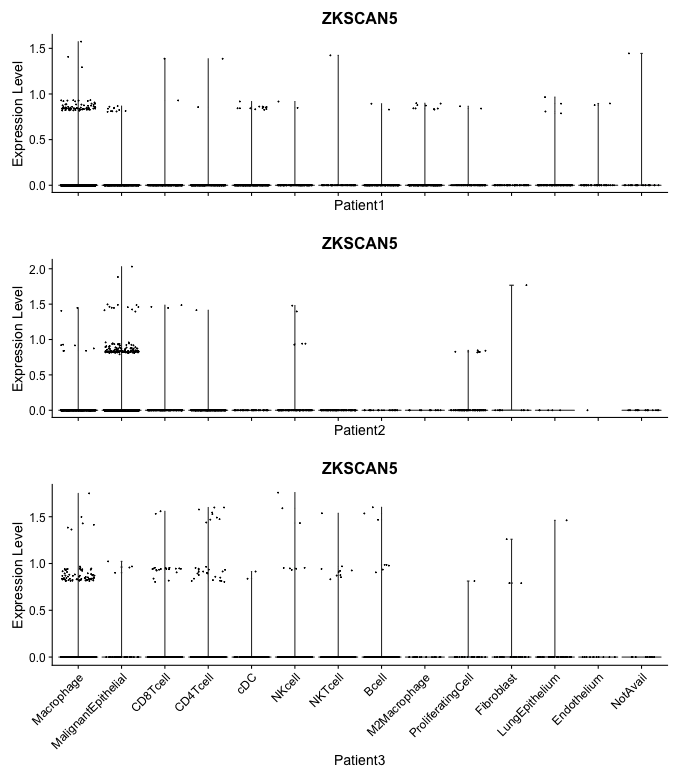 ZKSCAN5
Expression Level
1.5
1.0
0.5
0.0
Patient1
ZKSCAN5
Expression Level
2.0
1.5
1.0
0.5
0.0
Patient2
ZKSCAN5
Expression Level
1.5
1.0
0.5
0.0
Macrophage
MalignantEpithelial
CD8Tcell
CD4Tcell
cDC
NKcell
NKTcell
Bcell
M2Macrophage
ProliferatingCell
Fibroblast
LungEpithelium
Endothelium
NotAvail
Patient3